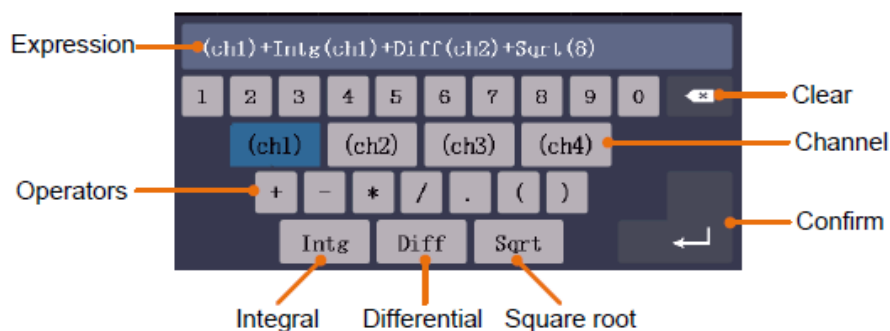 Expression
(ch1)+Intg(ch1)+Diff(ch2)+Sqrt(8)
1 2 3 4 5 6 7 8 9 0
Clear
(ch1) (ch2) (ch3) (ch4)
Channel
Operators
+ - * / . ( )
Confirm
Intg Diff Sqrt
Integral Differential Square root